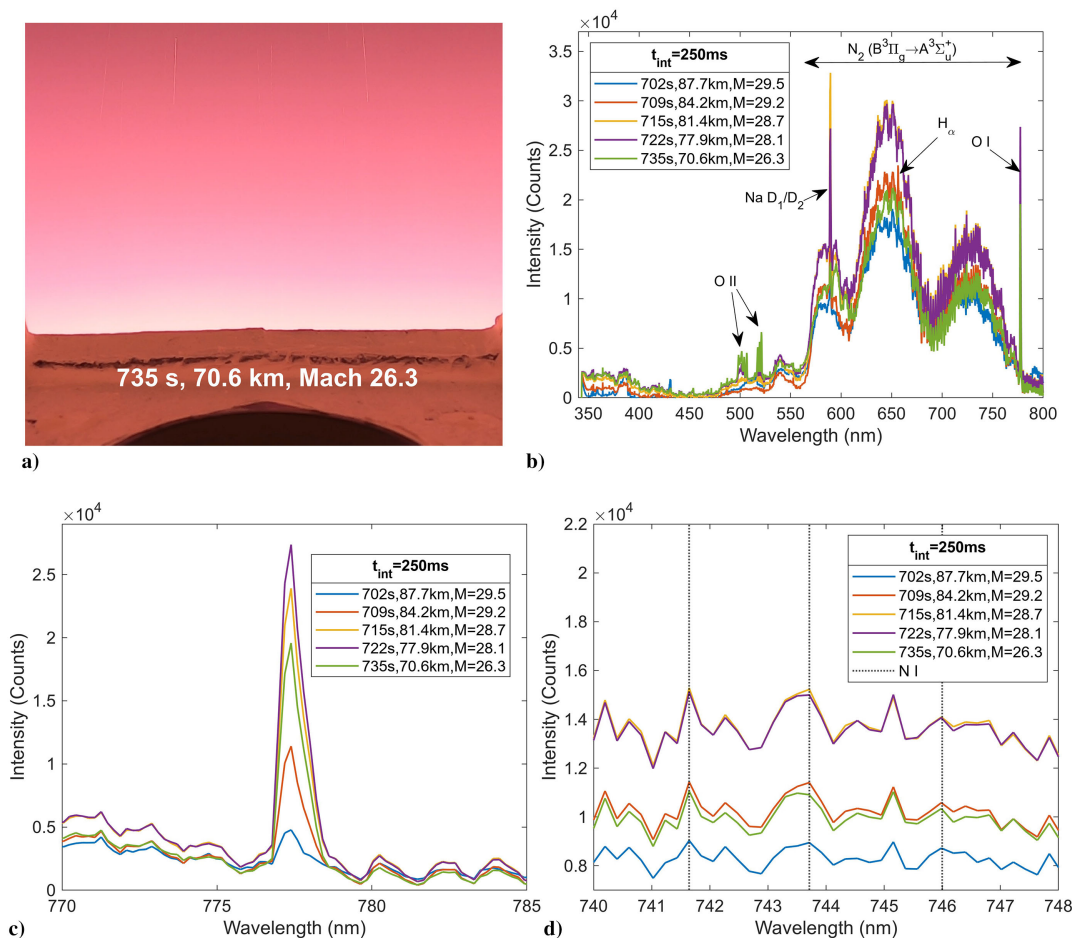 735 s, 70.6 km, Mach 26.3
a)
×10⁴
t_int=250ms
702s,87.7km,M=29.5
709s,84.2km,M=29.2
715s,81.4km,M=28.7
722s,77.9km,M=28.1
735s,70.6km,M=26.3
N₂ (B³Π_g→A³Σ_u⁺)
H_α
O I
Na D₁/D₂
O II
3.5
3
2.5
2
1.5
1
0.5
0
350 400 450 500 550 600 650 700 750 800
Wavelength (nm)
Intensity (Counts)
b)
×10⁴
t_int=250ms
702s,87.7km,M=29.5
709s,84.2km,M=29.2
715s,81.4km,M=28.7
722s,77.9km,M=28.1
735s,70.6km,M=26.3
2.5
2
1.5
1
0.5
0
770 775 780 785
Wavelength (nm)
Intensity (Counts)
c)
×10⁴
t_int=250ms
702s,87.7km,M=29.5
709s,84.2km,M=29.2
715s,81.4km,M=28.7
722s,77.9km,M=28.1
735s,70.6km,M=26.3
N I
2.2
2
1.8
1.6
1.4
1.2
1
0.8
740 741 742 743 744 745 746 747 748
Wavelength (nm)
Intensity (Counts)
d)